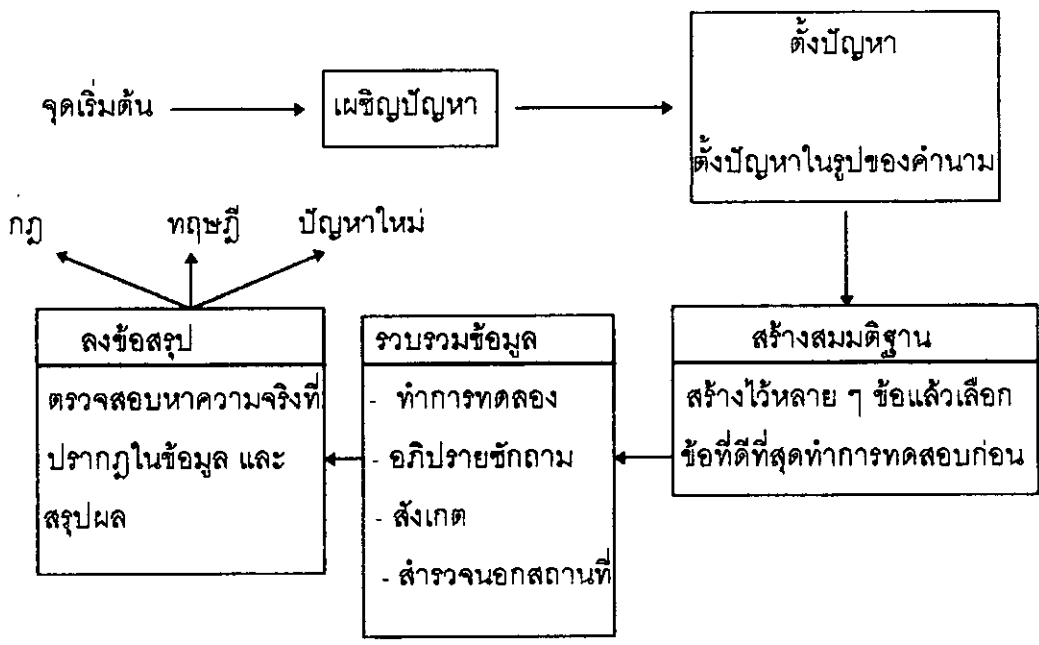 ตั้งปัญหา
จุดเริ่มต้น
เผชิญปัญหา
ตั้งปัญหาในรูปของคำนาม
กฎ
ทฤษฎี
ปัญหาใหม่
ลงข้อสรุป
ตรวจสอบหาความจริงที่
ปรากฏในข้อมูล และ
สรุปผล
รวบรวมข้อมูล
- ทำการทดลอง
- อภิปรายซักถาม
- สังเกต
- สำรวจนอกสถานที่
สร้างสมมติฐาน
สร้างไว้หลาย ๆ ข้อแล้วเลือก
ข้อที่ดีที่สุดทำการทดสอบก่อน